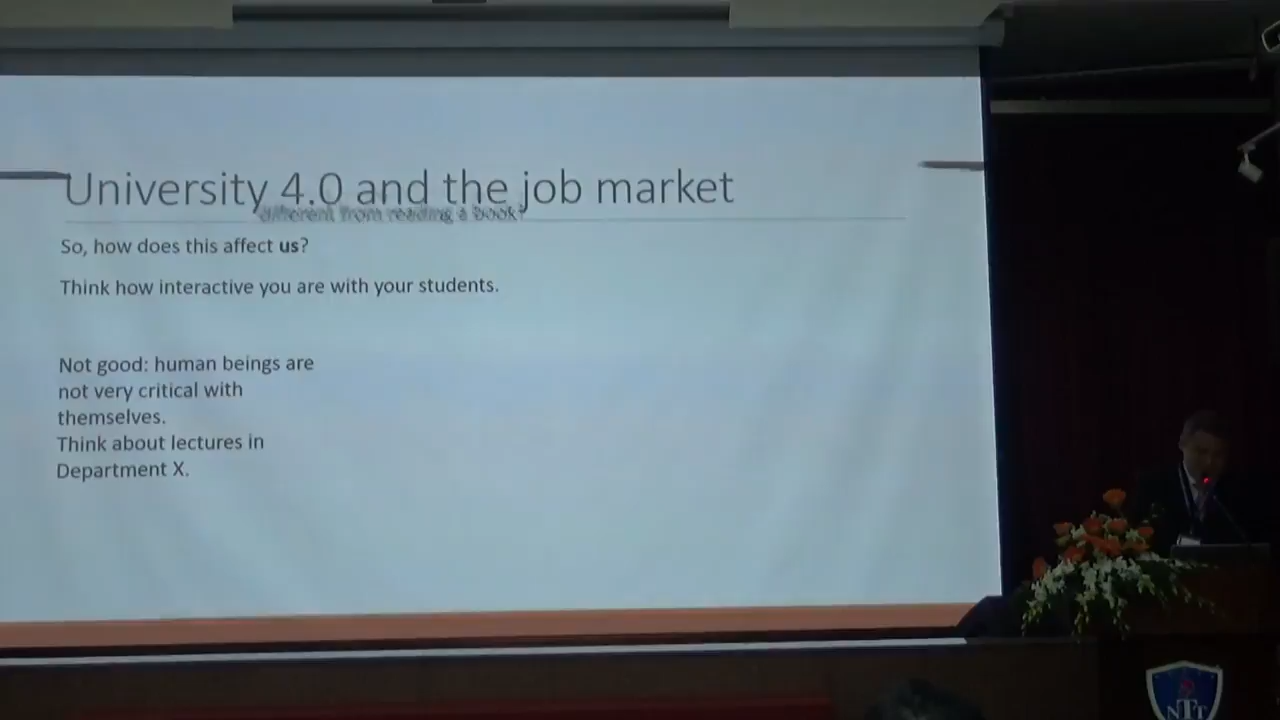 University 4.0 and the job market
different from reading a book?
So, how does this affect us?
Think how interactive you are with your students.
Not good: human beings are
not very critical with
themselves.
Think about lectures in
Department X.
NTT